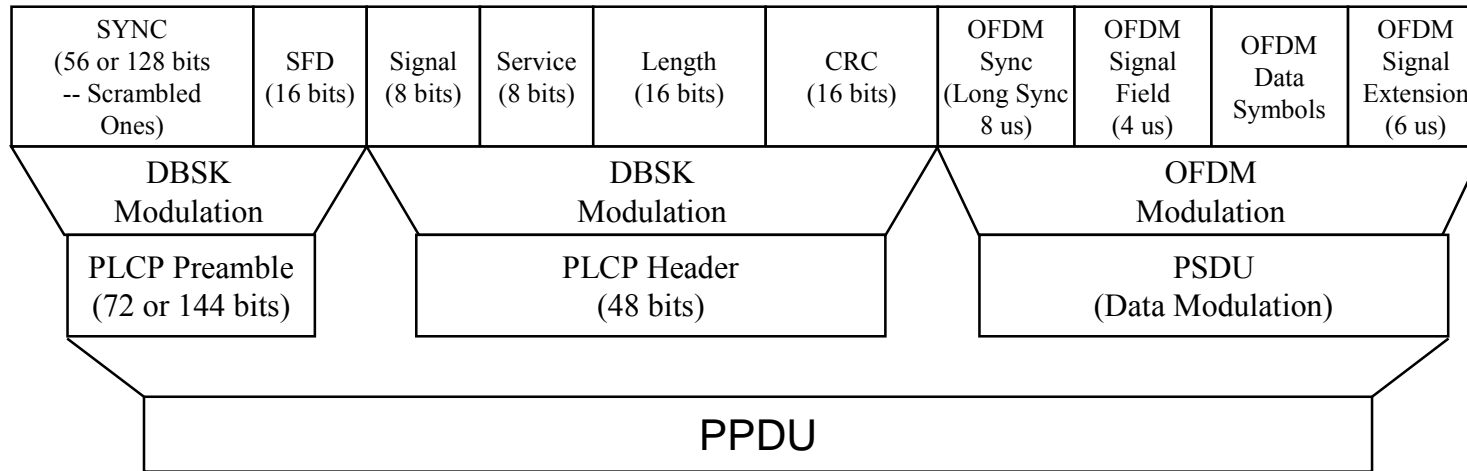 SYNC
(56 or 128 bits
-- Scrambled
Ones)
SFD
(16 bits)
Signal
(8 bits)
Service
(8 bits)
Length
(16 bits)
CRC
(16 bits)
OFDM
Sync
(Long Sync
8 us)
OFDM
Signal
Field
(4 us)
OFDM
Data
Symbols
OFDM
Signal
Extension
(6 us)
DBSK
Modulation
DBSK
Modulation
OFDM
Modulation
PLCP Preamble
(72 or 144 bits)
PLCP Header
(48 bits)
PSDU
(Data Modulation)
PPDU